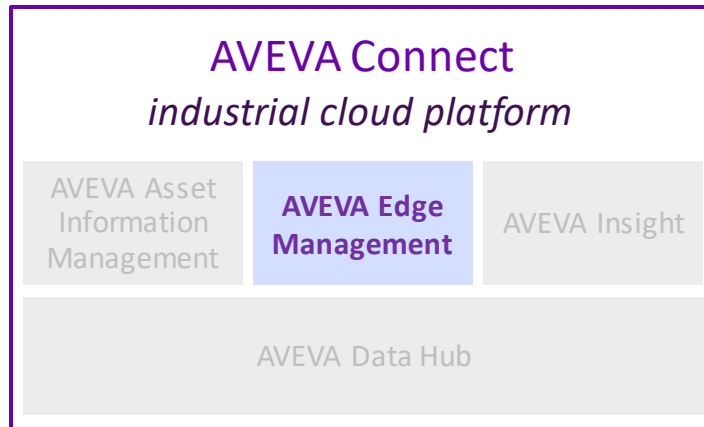 AVEVA Connect
industrial cloud platform
AVEVA Asset
Information
Management
AVEVA Edge
Management
AVEVA Insight
AVEVA Data Hub